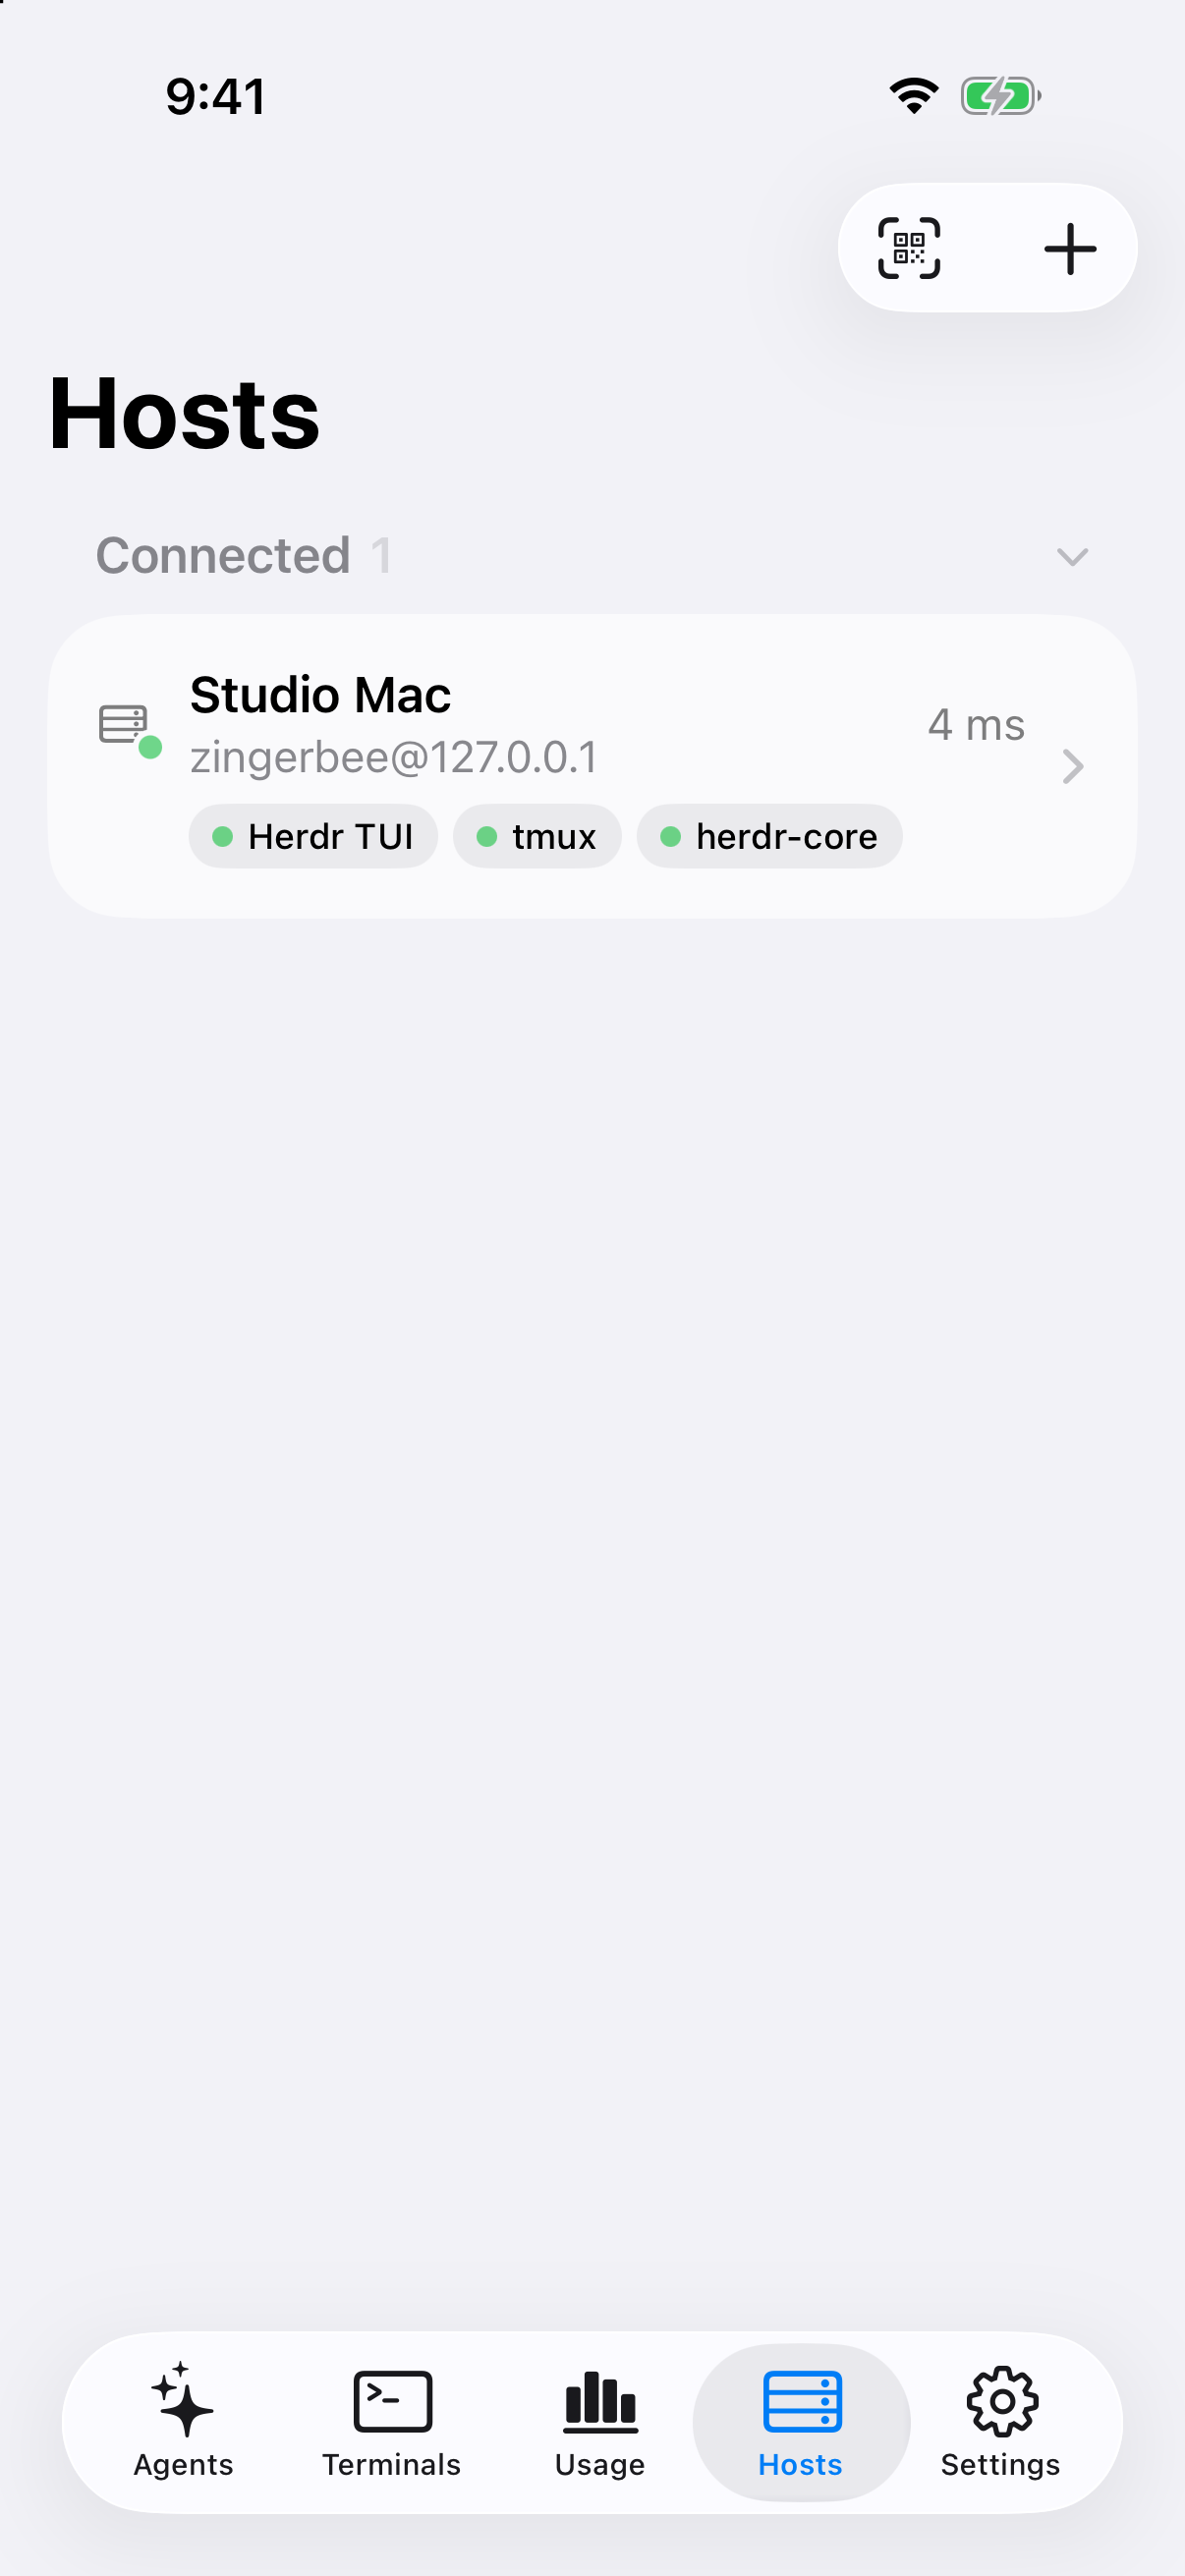 9:41
Hosts
Connected 1
Studio Mac
4 ms
zingerbee@127.0.0.1
Herdr TUI tmux herdr-core
Agents Terminals Usage Hosts Settings